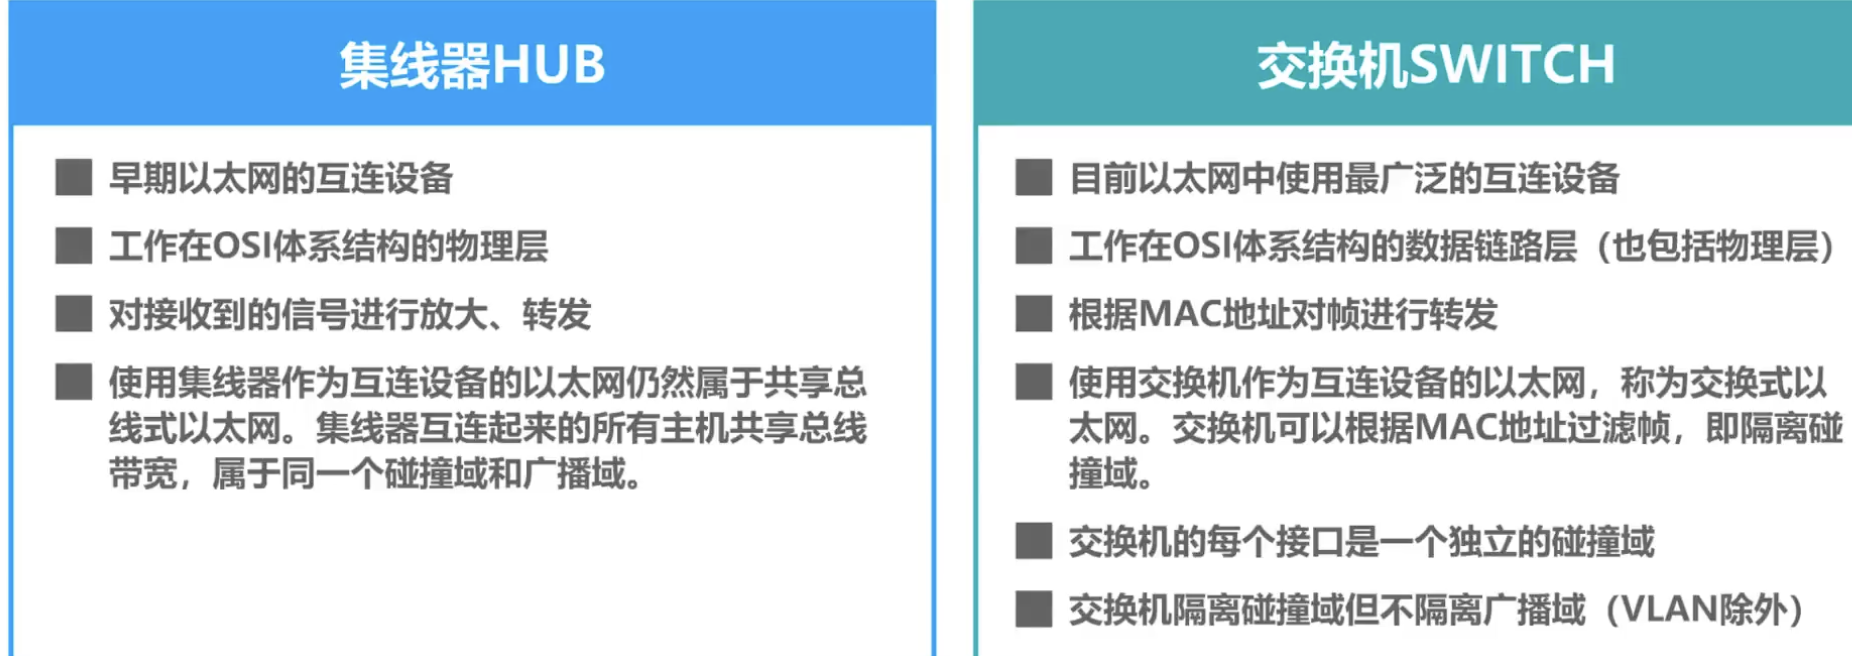 集线器HUB
早期以太网的互连设备
工作在OSI体系结构的物理层
对接收到的信号进行放大、转发
使用集线器作为互连设备的以太网仍然属于共享总
线式以太网。集线器互连起来的所有主机共享总线
带宽，属于同一个碰撞域和广播域。
交换机SWITCH
目前以太网中使用最广泛的互连设备
工作在OSI体系结构的数据链路层（也包括物理层）
根据MAC地址对帧进行转发
使用交换机作为互连设备的以太网，称为交换式以
太网。交换机可以根据MAC地址过滤帧，即隔离碰
撞域。
交换机的每个接口是一个独立的碰撞域
交换机隔离碰撞域但不隔离广播域（VLAN除外）